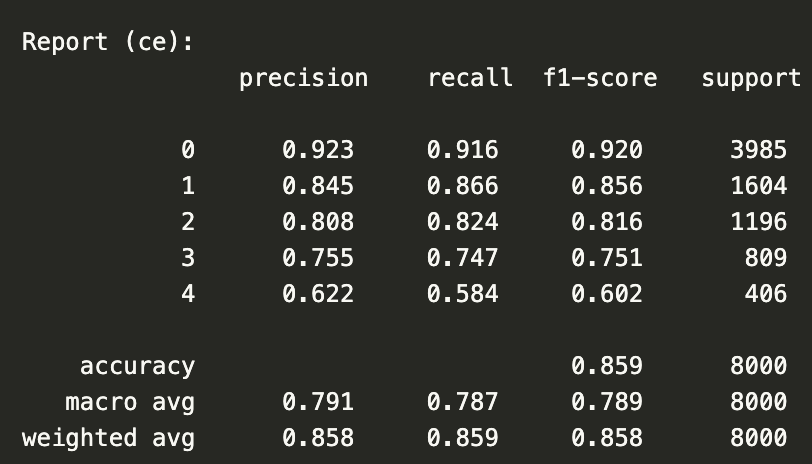 Report (ce):
precision recall f1-score support
0 0.923 0.916 0.920 3985
1 0.845 0.866 0.856 1604
2 0.808 0.824 0.816 1196
3 0.755 0.747 0.751 809
4 0.622 0.584 0.602 406
accuracy 0.859 8000
macro avg 0.791 0.787 0.789 8000
weighted avg 0.858 0.859 0.858 8000